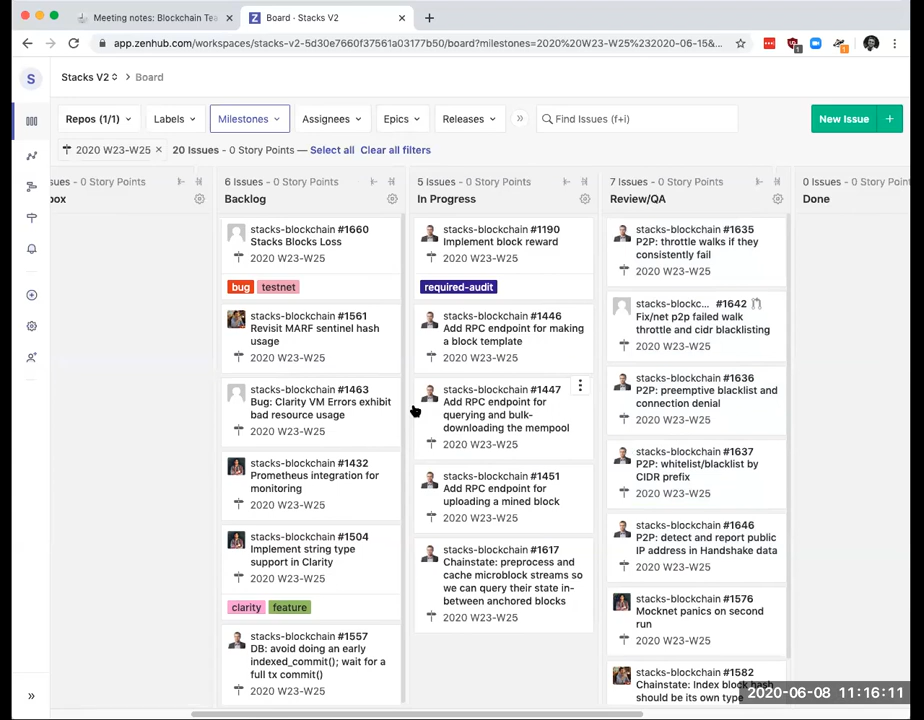 Meeting notes: Blockchain Tea
Board - Stacks V2
app.zenhub.com/workspaces/stacks-v2-5d30e7660f37561a03177b50/board?milestones=2020%20W23-W25%232020-06-15&...
S
Stacks V2
Board
Repos (1/1)
Labels
Milestones
Assignees
Epics
Releases
Find Issues (f+i)
New Issue
2020 W23-W25
20 Issues - 0 Story Points — Select all Clear all filters
sues - 0 Story Points
box
6 Issues - 0 Story Points
Backlog
stacks-blockchain #1660
Stacks Blocks Loss
2020 W23-W25
bug testnet
stacks-blockchain #1561
Revisit MARF sentinel hash
usage
2020 W23-W25
stacks-blockchain #1463
Bug: Clarity VM Errors exhibit
bad resource usage
2020 W23-W25
stacks-blockchain #1432
Prometheus integration for
monitoring
2020 W23-W25
stacks-blockchain #1504
Implement string type
support in Clarity
2020 W23-W25
clarity feature
stacks-blockchain #1557
DB: avoid doing an early
indexed_commit(); wait for a
full tx commit()
2020 W23-W25
5 Issues - 0 Story Points
In Progress
stacks-blockchain #1190
Implement block reward
2020 W23-W25
required-audit
stacks-blockchain #1446
Add RPC endpoint for making
a block template
2020 W23-W25
stacks-blockchain #1447
Add RPC endpoint for
querying and bulk-
downloading the mempool
2020 W23-W25
stacks-blockchain #1451
Add RPC endpoint for
uploading a mined block
2020 W23-W25
stacks-blockchain #1617
Chainstate: preprocess and
cache microblock streams so
we can query their state in-
between anchored blocks
2020 W23-W25
7 Issues - 0 Story Points
Review/QA
stacks-blockchain #1635
P2P: throttle walks if they
consistently fail
2020 W23-W25
stacks-blockc... #1642
Fix/net p2p failed walk
throttle and cidr blacklisting
2020 W23-W25
stacks-blockchain #1636
P2P: preemptive blacklist and
connection denial
2020 W23-W25
stacks-blockchain #1637
P2P: whitelist/blacklist by
CIDR prefix
2020 W23-W25
stacks-blockchain #1646
P2P: detect and report public
IP address in Handshake data
2020 W23-W25
stacks-blockchain #1576
Mocknet panics on second
run
2020 W23-W25
stacks-blockchain #1582
Chainstate: Index block hash
should be its own type
0 Issues - 0 Story Points
Done
2020-06-08 11:16:11